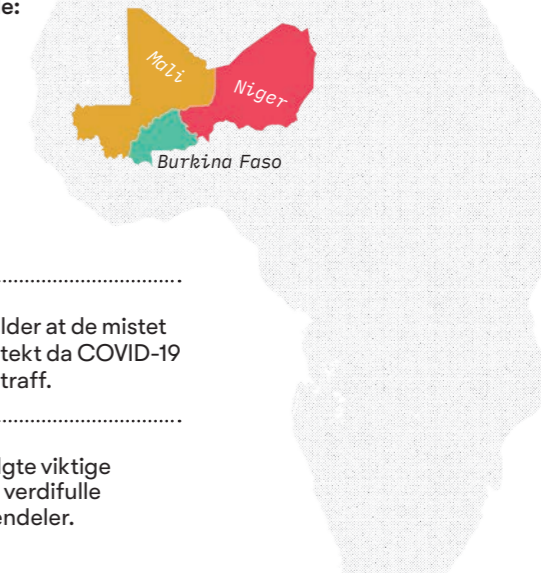 e:
Mali
Niger
Burkina Faso
lder at de mistet
tekt da COVID-19
traff.
lgte viktige
verdifulle
endeler.